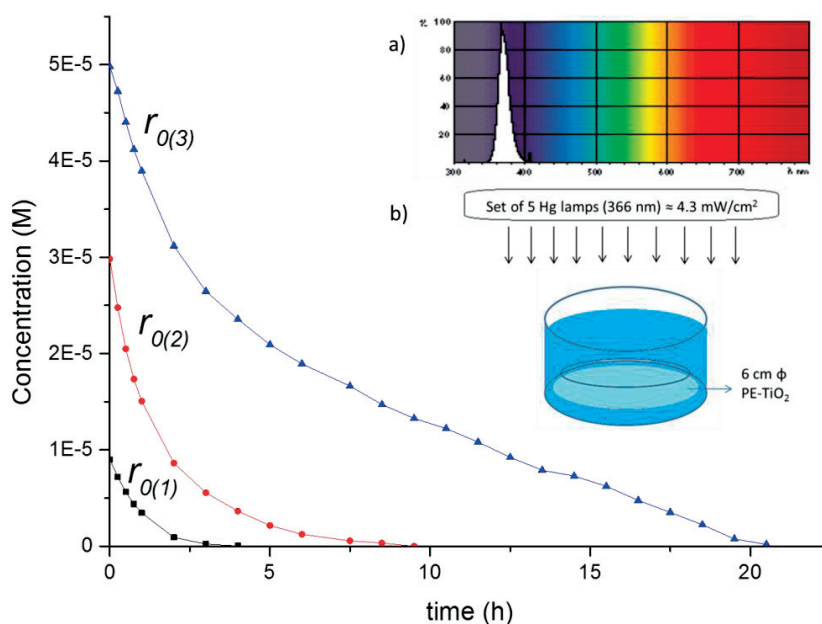 Concentration (M)
5E-5
4E-5
3E-5
2E-5
1E-5
0
r0(3)
r0(2)
r0(1)
0
5
10
15
20
time (h)
a)
%
100
80
60
40
20
300
400
500
600
700
nm
b)
Set of 5 Hg lamps (366 nm) ≈ 4.3 mW/cm²
6 cm ϕ
PE-TiO₂